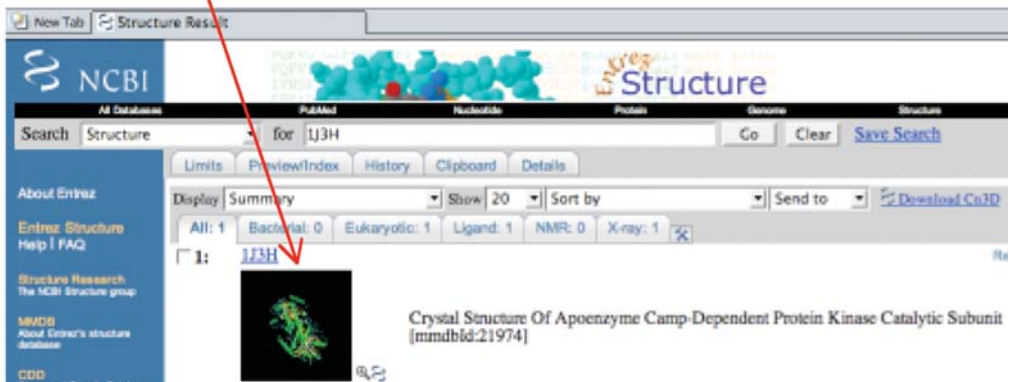 New Tab Structure Result
NCBI
Entrez Structure
All Databases PubMed Nucleotide Protein Genome Structure
Search Structure for 1J3H Go Clear Save Search
Limits Preview/Index History Clipboard Details
About Entrez
Display Summary Show 20 Sort by Send to Download Cn3D
Entrez Structure
Help | FAQ
All: 1 Bacterial: 0 Eukaryotic: 1 Ligand: 1 NMR: 0 X-ray: 1
1: 1J3H Re
Structure Research
The NCBI Structure group
Crystal Structure Of Apoenzyme Camp-Dependent Protein Kinase Catalytic Subunit
[mmdbId:21974]
MMDB
About Entrez's structure
database
CDD